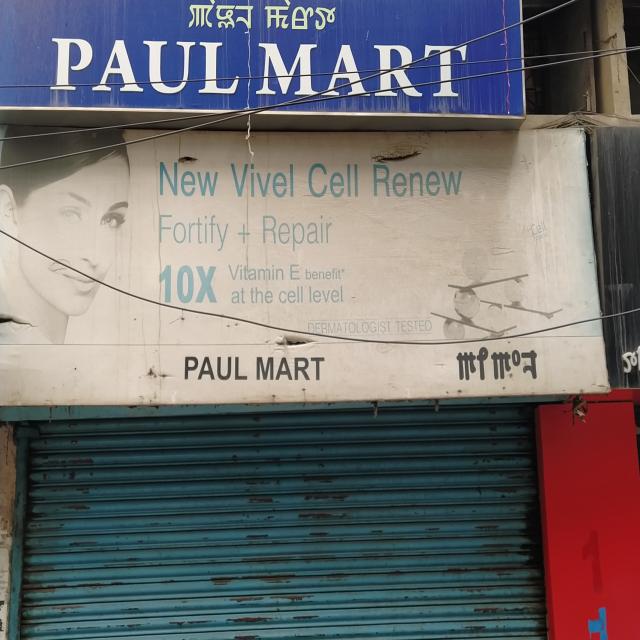 PAUL MART
New Vivel Cell Renew
Fortify + Repair
10X Vitamin E benefit*
at the cell level
DERMATOLOGIST TESTED
PAUL MART